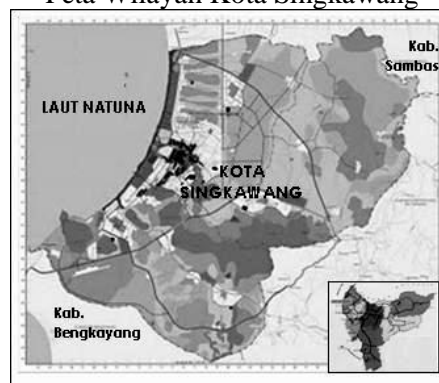 Peta Wilayah Kota Singkawang
Kab.
Sambas
LAUT NATUNA
KOTA
SINGKAWANG
Kab.
Bengkayang